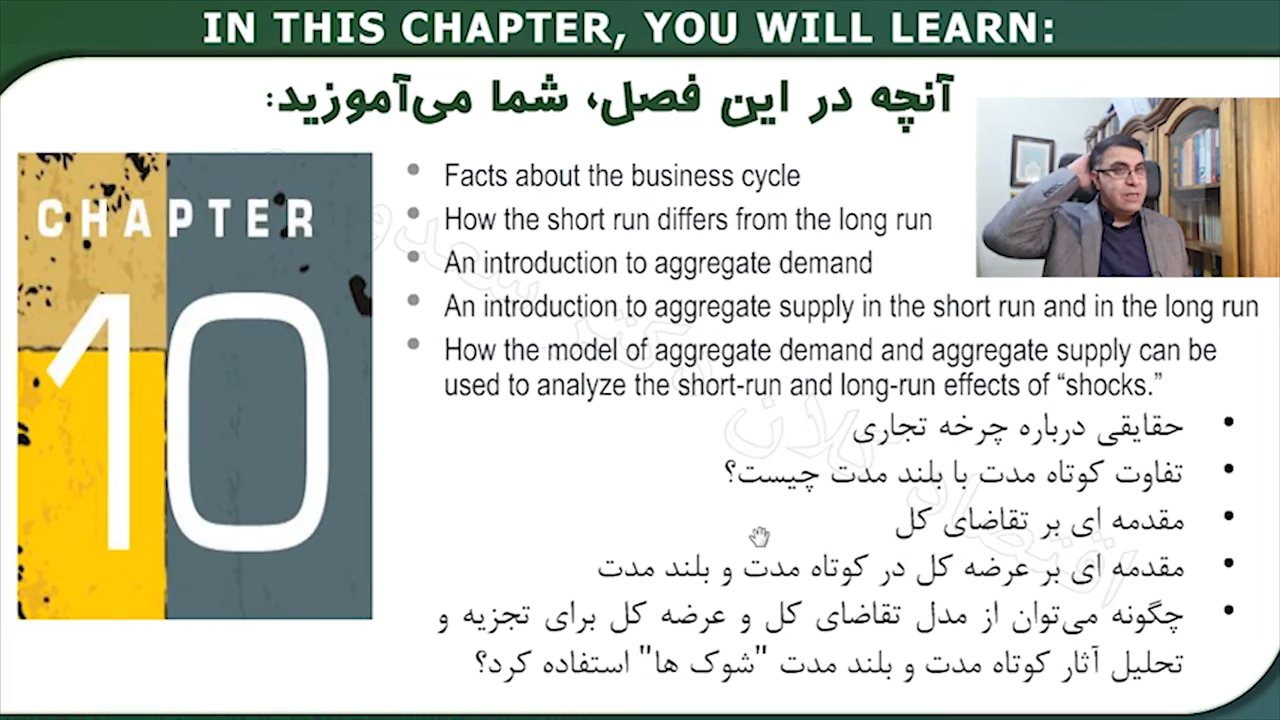 IN THIS CHAPTER, YOU WILL LEARN:
آنچه در این فصل، شما می‌آموزید:
CHAPTER
10
• Facts about the business cycle
• How the short run differs from the long run
• An introduction to aggregate demand
• An introduction to aggregate supply in the short run and in the long run
• How the model of aggregate demand and aggregate supply can be
used to analyze the short-run and long-run effects of “shocks.”
• حقایقی درباره چرخه تجاری
• تفاوت کوتاه مدت با بلند مدت چیست؟
• مقدمه ای بر تقاضای کل
• مقدمه ای بر عرضه کل در کوتاه مدت و بلند مدت
• چگونه می‌توان از مدل تقاضای کل و عرضه کل برای تجزیه و
تحلیل آثار کوتاه مدت و بلند مدت "شوک ها" استفاده کرد؟
اقتصاد کلان